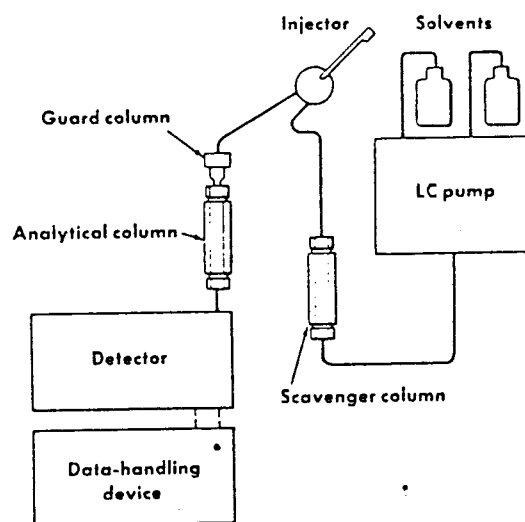 Injector
Solvents
Guard column
LC pump
Analytical column
Detector
Scavenger column
Data-handling
device